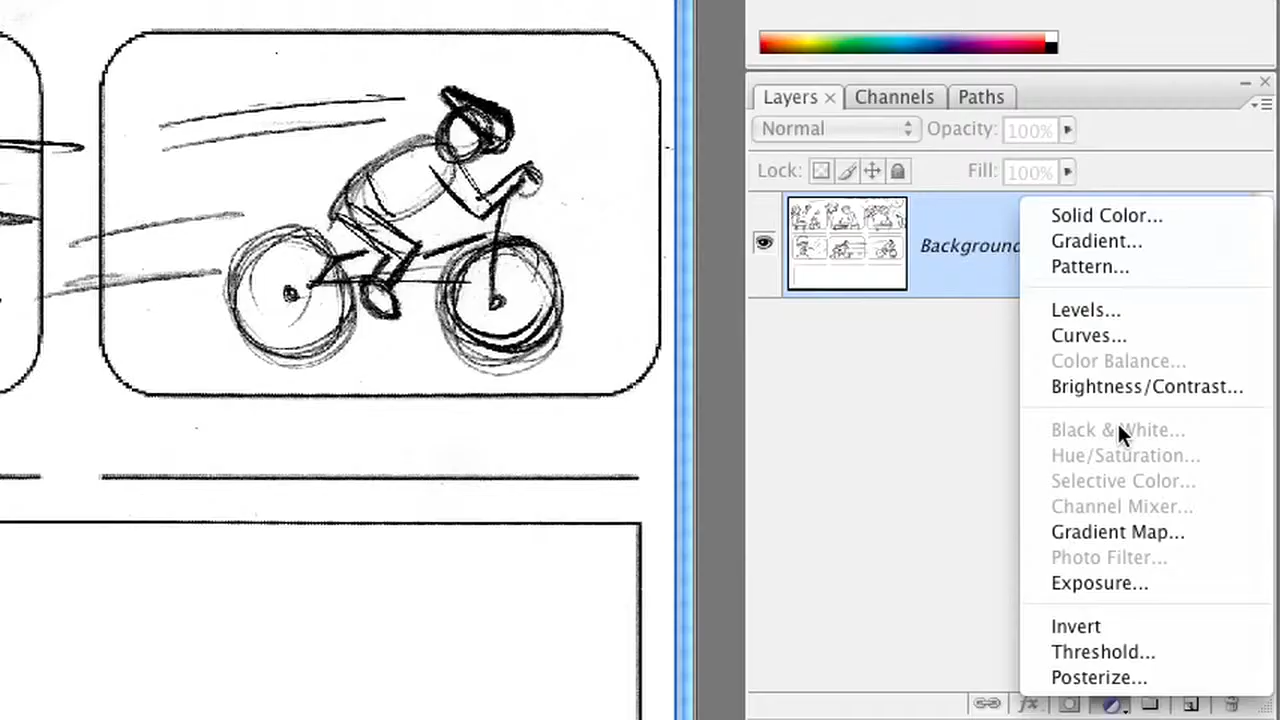 Layers Channels Paths
Normal Opacity: 100%
Lock: Fill: 100%
Background
Solid Color...
Gradient...
Pattern...
Levels...
Curves...
Color Balance...
Brightness/Contrast...
Black & White...
Hue/Saturation...
Selective Color...
Channel Mixer...
Gradient Map...
Photo Filter...
Exposure...
Invert
Threshold...
Posterize...
fx